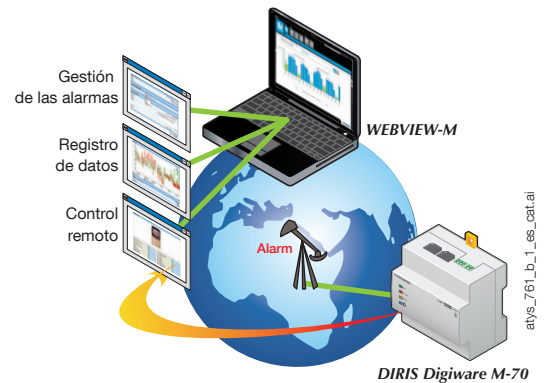 Gestión
de las alarmas
Registro
de datos
Control
remoto
WEBVIEW-M
Alarm
DIRIS Digiware M-70
atys_761_b_1_es_cat.ai